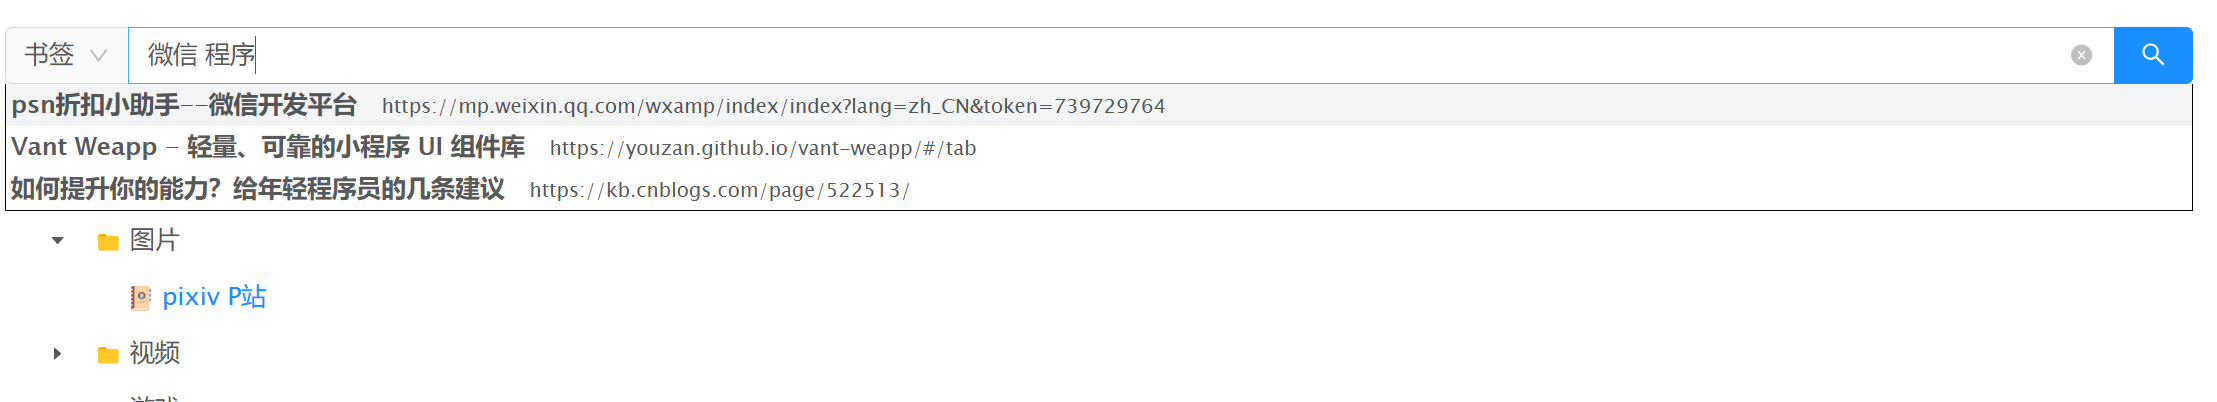 书签 微信 程序
psn折扣小助手--微信开发平台 https://mp.weixin.qq.com/wxamp/index/index?lang=zh_CN&token=739729764
Vant Weapp - 轻量、可靠的小程序 UI 组件库 https://youzan.github.io/vant-weapp/#/tab
如何提升你的能力？给年轻程序员的几条建议 https://kb.cnblogs.com/page/522513/
图片
pixiv P站
视频